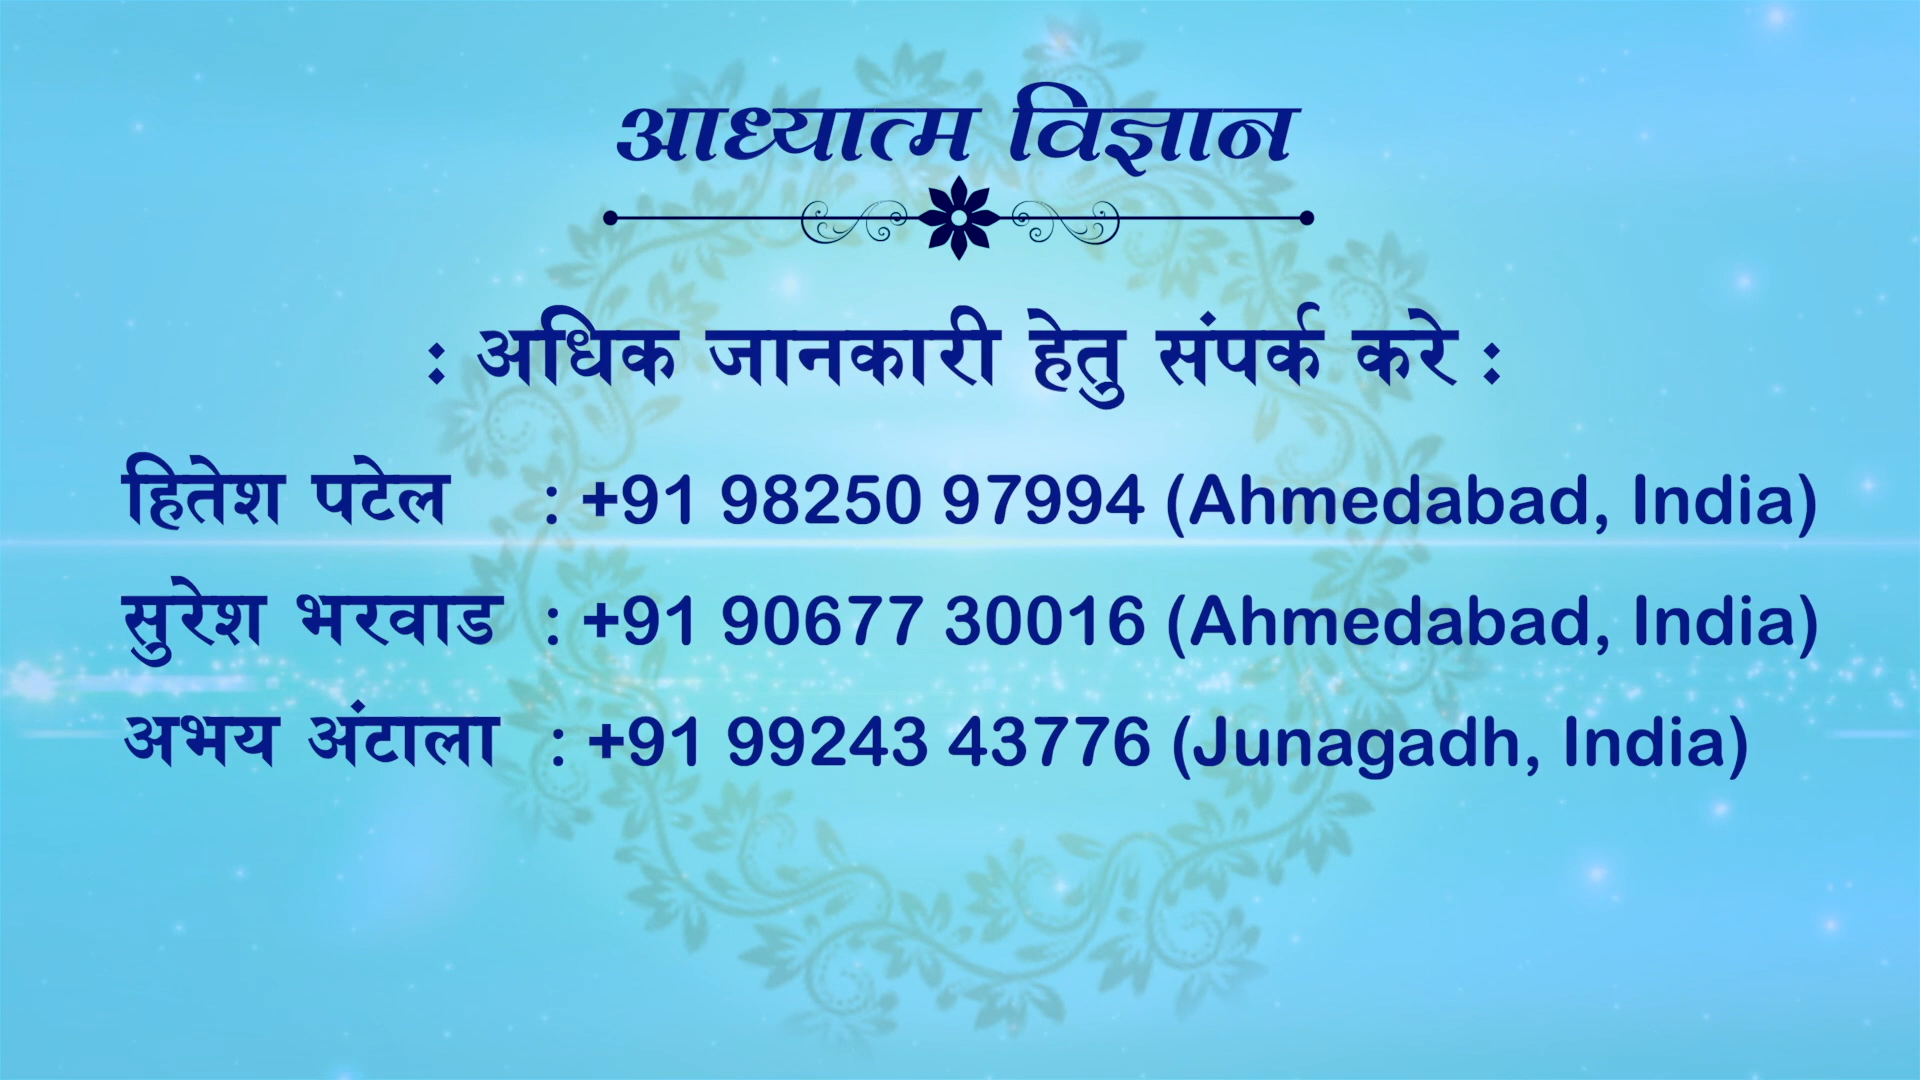 आध्यात्म विज्ञान
: अधिक जानकारी हेतु संपर्क करे :
हितेश पटेल : +91 98250 97994 (Ahmedabad, India)
सुरेश भरवाड : +91 90677 30016 (Ahmedabad, India)
अभय अंटाला : +91 99243 43776 (Junagadh, India)